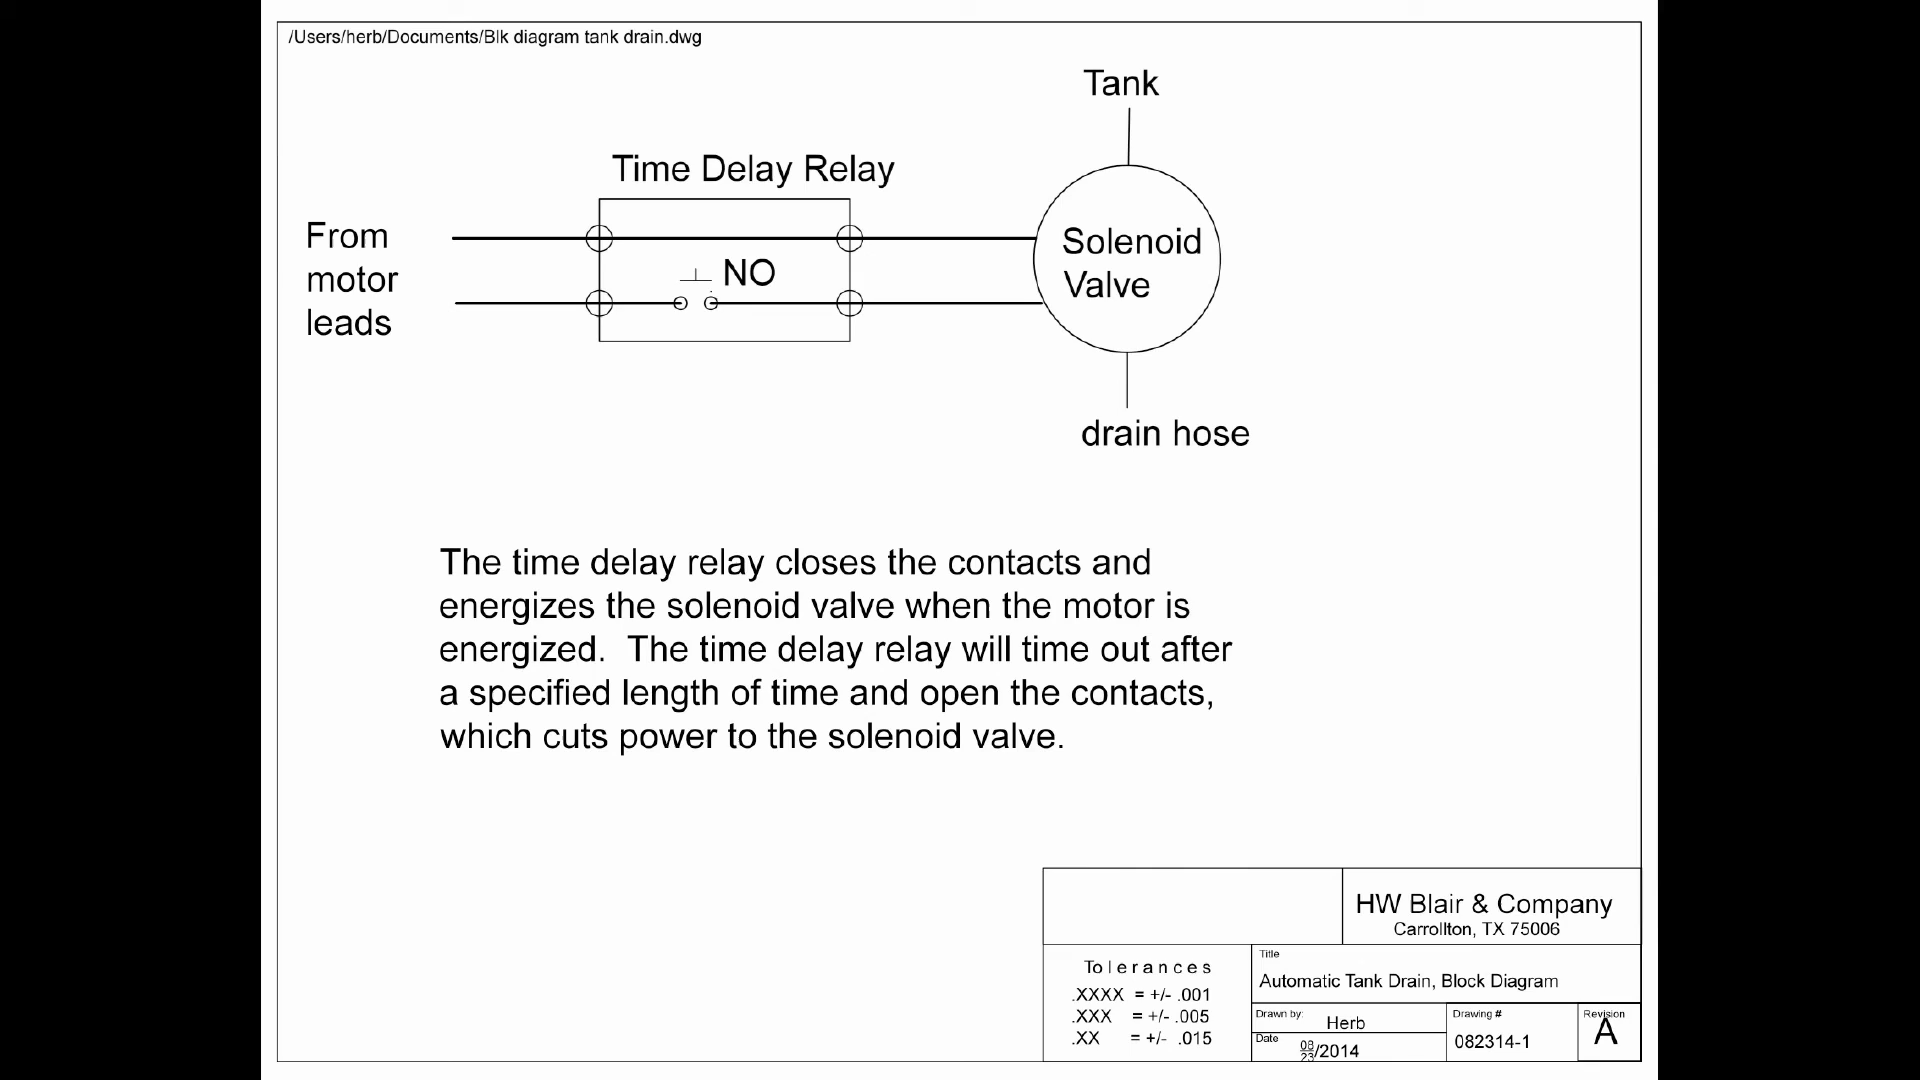 /Users/herb/Documents/Blk diagram tank drain.dwg
Tank
Time Delay Relay
From
motor
leads
NO
Solenoid
Valve
drain hose
The time delay relay closes the contacts and
energizes the solenoid valve when the motor is
energized.  The time delay relay will time out after
a specified length of time and open the contacts,
which cuts power to the solenoid valve.
HW Blair & Company
Carrollton, TX 75006
Tolerances
.XXXX = +/- .001
.XXX = +/- .005
.XX = +/- .015
Title
Automatic Tank Drain, Block Diagram
Drawn by: Herb
Date 08/23/2014
Drawing #
082314-1
Revision
A